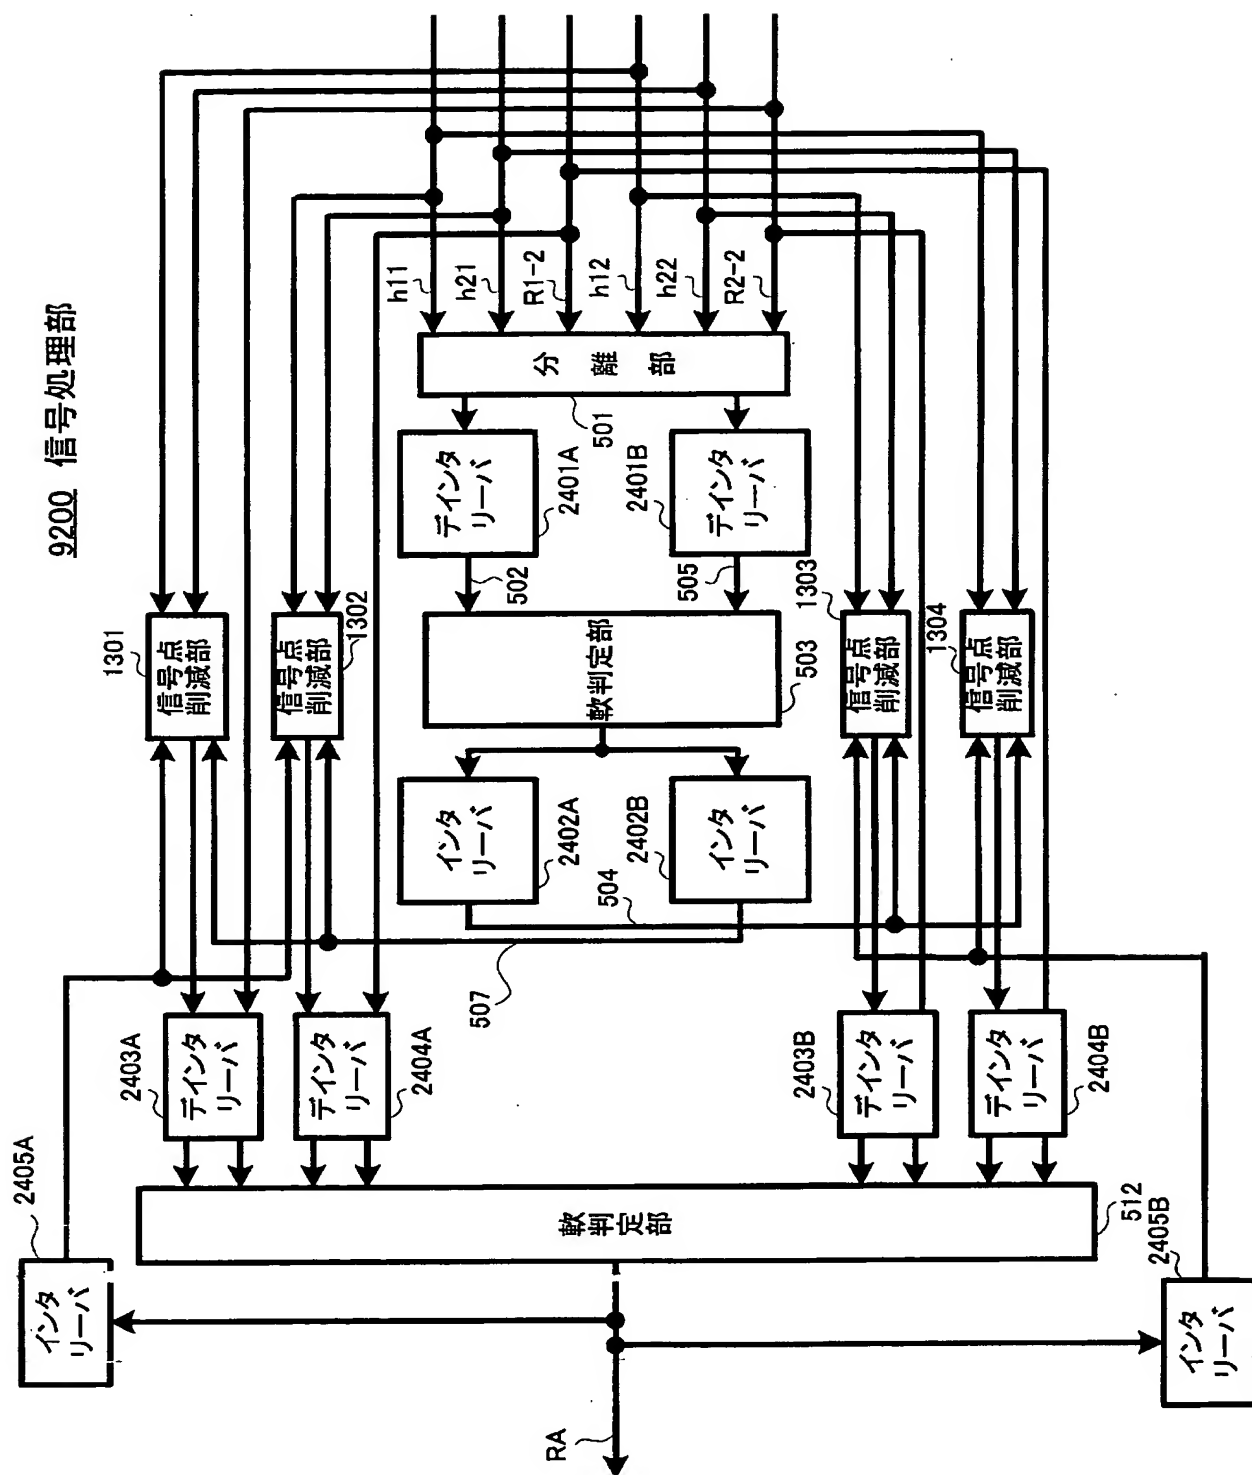 9200 信号処理部
h11
h21
R1-2
h12
h22
R2-2
分離部
501
デインタ
リーバ
2401A
デインタ
リーバ
2401B
502
505
軟判定部
503
インタ
リーバ
2402A
インタ
リーバ
2402B
504
507
信号点
削減部
1301
信号点
削減部
1302
信号点
削減部
1303
信号点
削減部
1304
デインタ
リーバ
2403A
デインタ
リーバ
2404A
デインタ
リーバ
2403B
デインタ
リーバ
2404B
軟判定部
512
インタ
リーバ
2405A
インタ
リーバ
2405B
RA